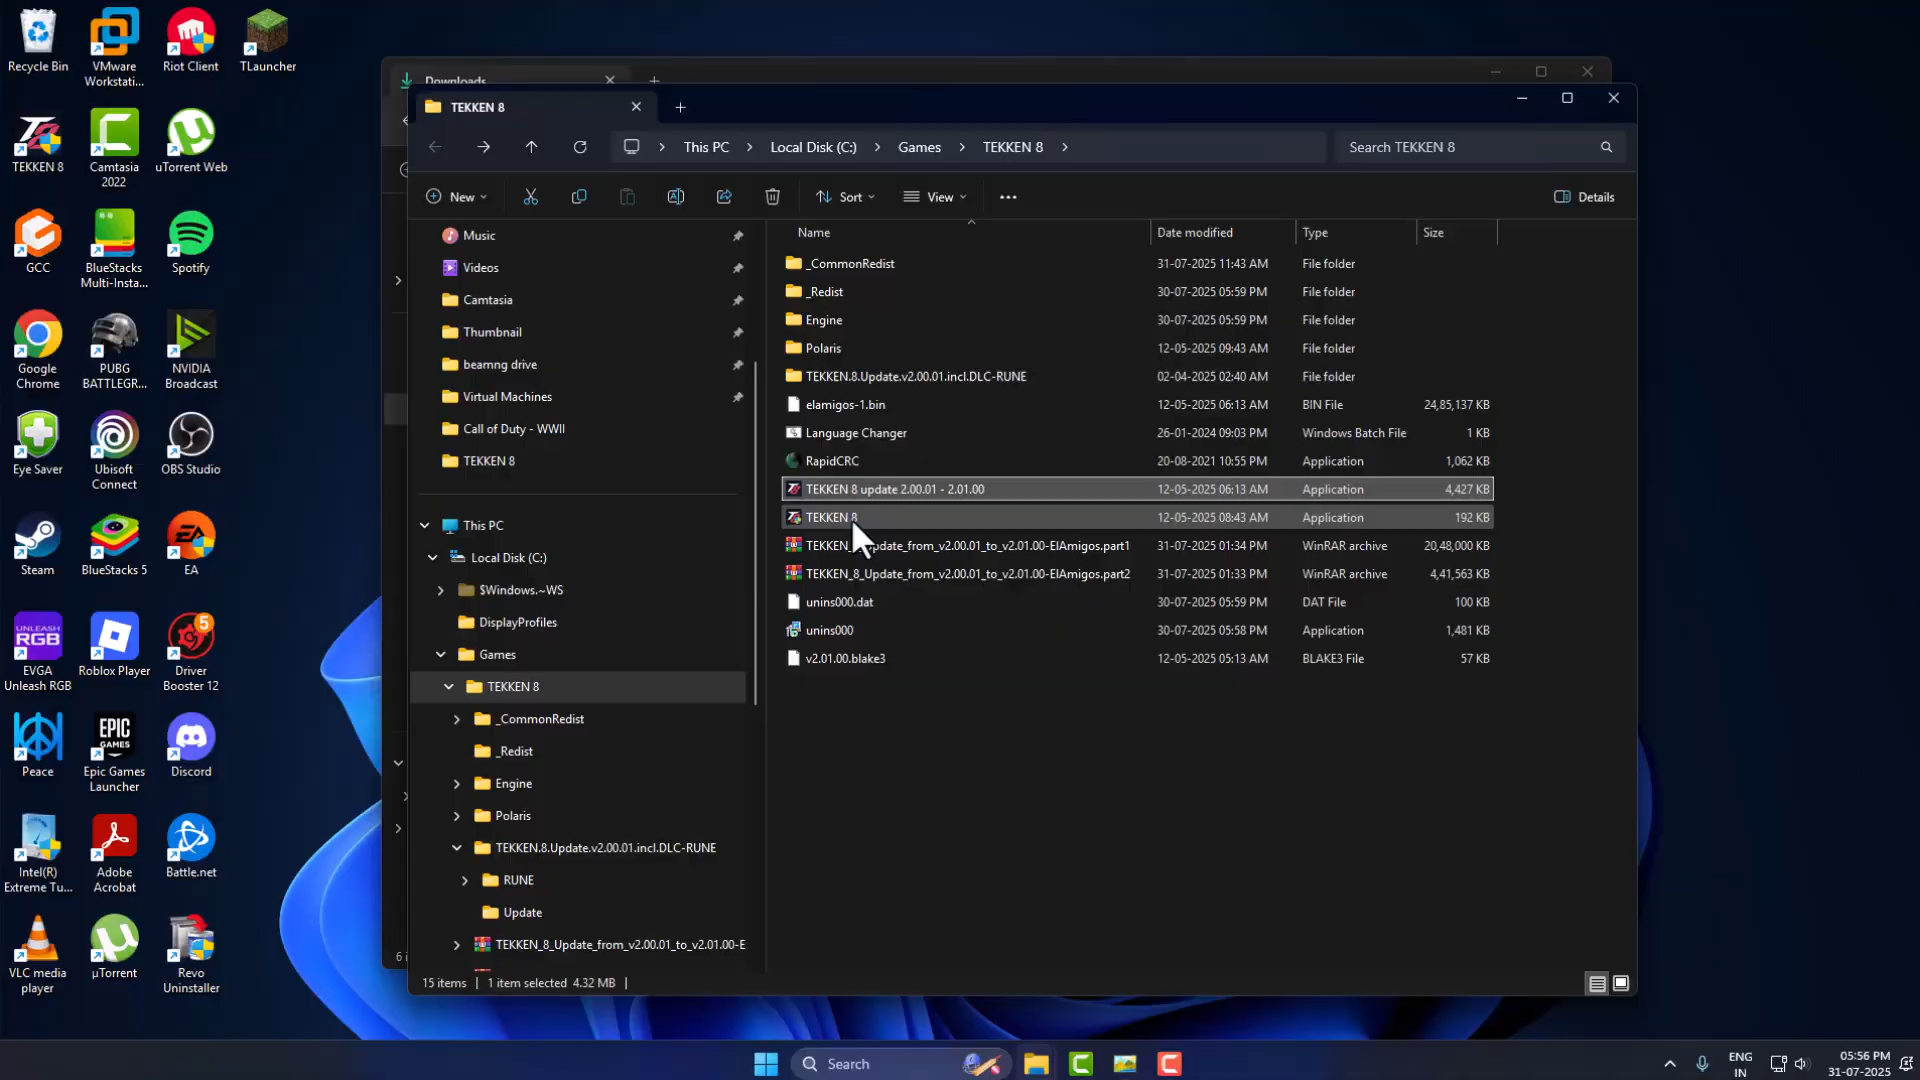 Recycle Bin
VMware
Workstati...
Riot Client
TLauncher
TEKKEN 8
Camtasia
2022
uTorrent Web
GCC
BlueStacks
Multi-Insta...
Spotify
Google
Chrome
PUBG
BATTLEGR...
NVIDIA
Broadcast
Eye Saver
Ubisoft
Connect
OBS Studio
Steam
BlueStacks 5
EA
UNLEASH
RGB
EVGA
Unleash RGB
Roblox Player
5
Driver
Booster 12
Peace
EPIC
GAMES
Epic Games
Launcher
Discord
Intel(R)
Extreme Tu...
Adobe
Acrobat
Battle.net
VLC media
player
µTorrent
Revo
Uninstaller
Downloads
TEKKEN 8
This PC
Local Disk (C:)
Games
TEKKEN 8
Search TEKKEN 8
New
Sort
View
Details
Music
Videos
Camtasia
Thumbnail
beamng drive
Virtual Machines
Call of Duty - WWII
TEKKEN 8
This PC
Local Disk (C:)
$Windows.~WS
DisplayProfiles
Games
TEKKEN 8
_CommonRedist
_Redist
Engine
Polaris
TEKKEN.8.Update.v2.00.01.incl.DLC-RUNE
RUNE
Update
TEKKEN_8_Update_from_v2.00.01_to_v2.01.00-E
Name Date modified Type Size
_CommonRedist 31-07-2025 11:43 AM File folder
_Redist 30-07-2025 05:59 PM File folder
Engine 30-07-2025 05:59 PM File folder
Polaris 12-05-2025 09:43 AM File folder
TEKKEN.8.Update.v2.00.01.incl.DLC-RUNE 02-04-2025 02:40 AM File folder
elamigos-1.bin 12-05-2025 06:13 AM BIN File 24,85,137 KB
Language Changer 26-01-2024 09:03 PM Windows Batch File 1 KB
RapidCRC 20-08-2021 10:55 PM Application 1,062 KB
TEKKEN 8 update 2.00.01 - 2.01.00 12-05-2025 06:13 AM Application 4,427 KB
TEKKEN 8 12-05-2025 08:43 AM Application 192 KB
TEKKEN_ pdate_from_v2.00.01_to_v2.01.00-ElAmigos.part1 31-07-2025 01:34 PM WinRAR archive 20,48,000 KB
TEKKEN_8_Update_from_v2.00.01_to_v2.01.00-ElAmigos.part2 31-07-2025 01:33 PM WinRAR archive 4,41,563 KB
unins000.dat 30-07-2025 05:59 PM DAT File 100 KB
unins000 30-07-2025 05:58 PM Application 1,481 KB
v2.01.00.blake3 12-05-2025 05:13 AM BLAKE3 File 57 KB
6 i
15 items 1 item selected 4.32 MB
Search
ENG
IN
05:56 PM
31-07-2025